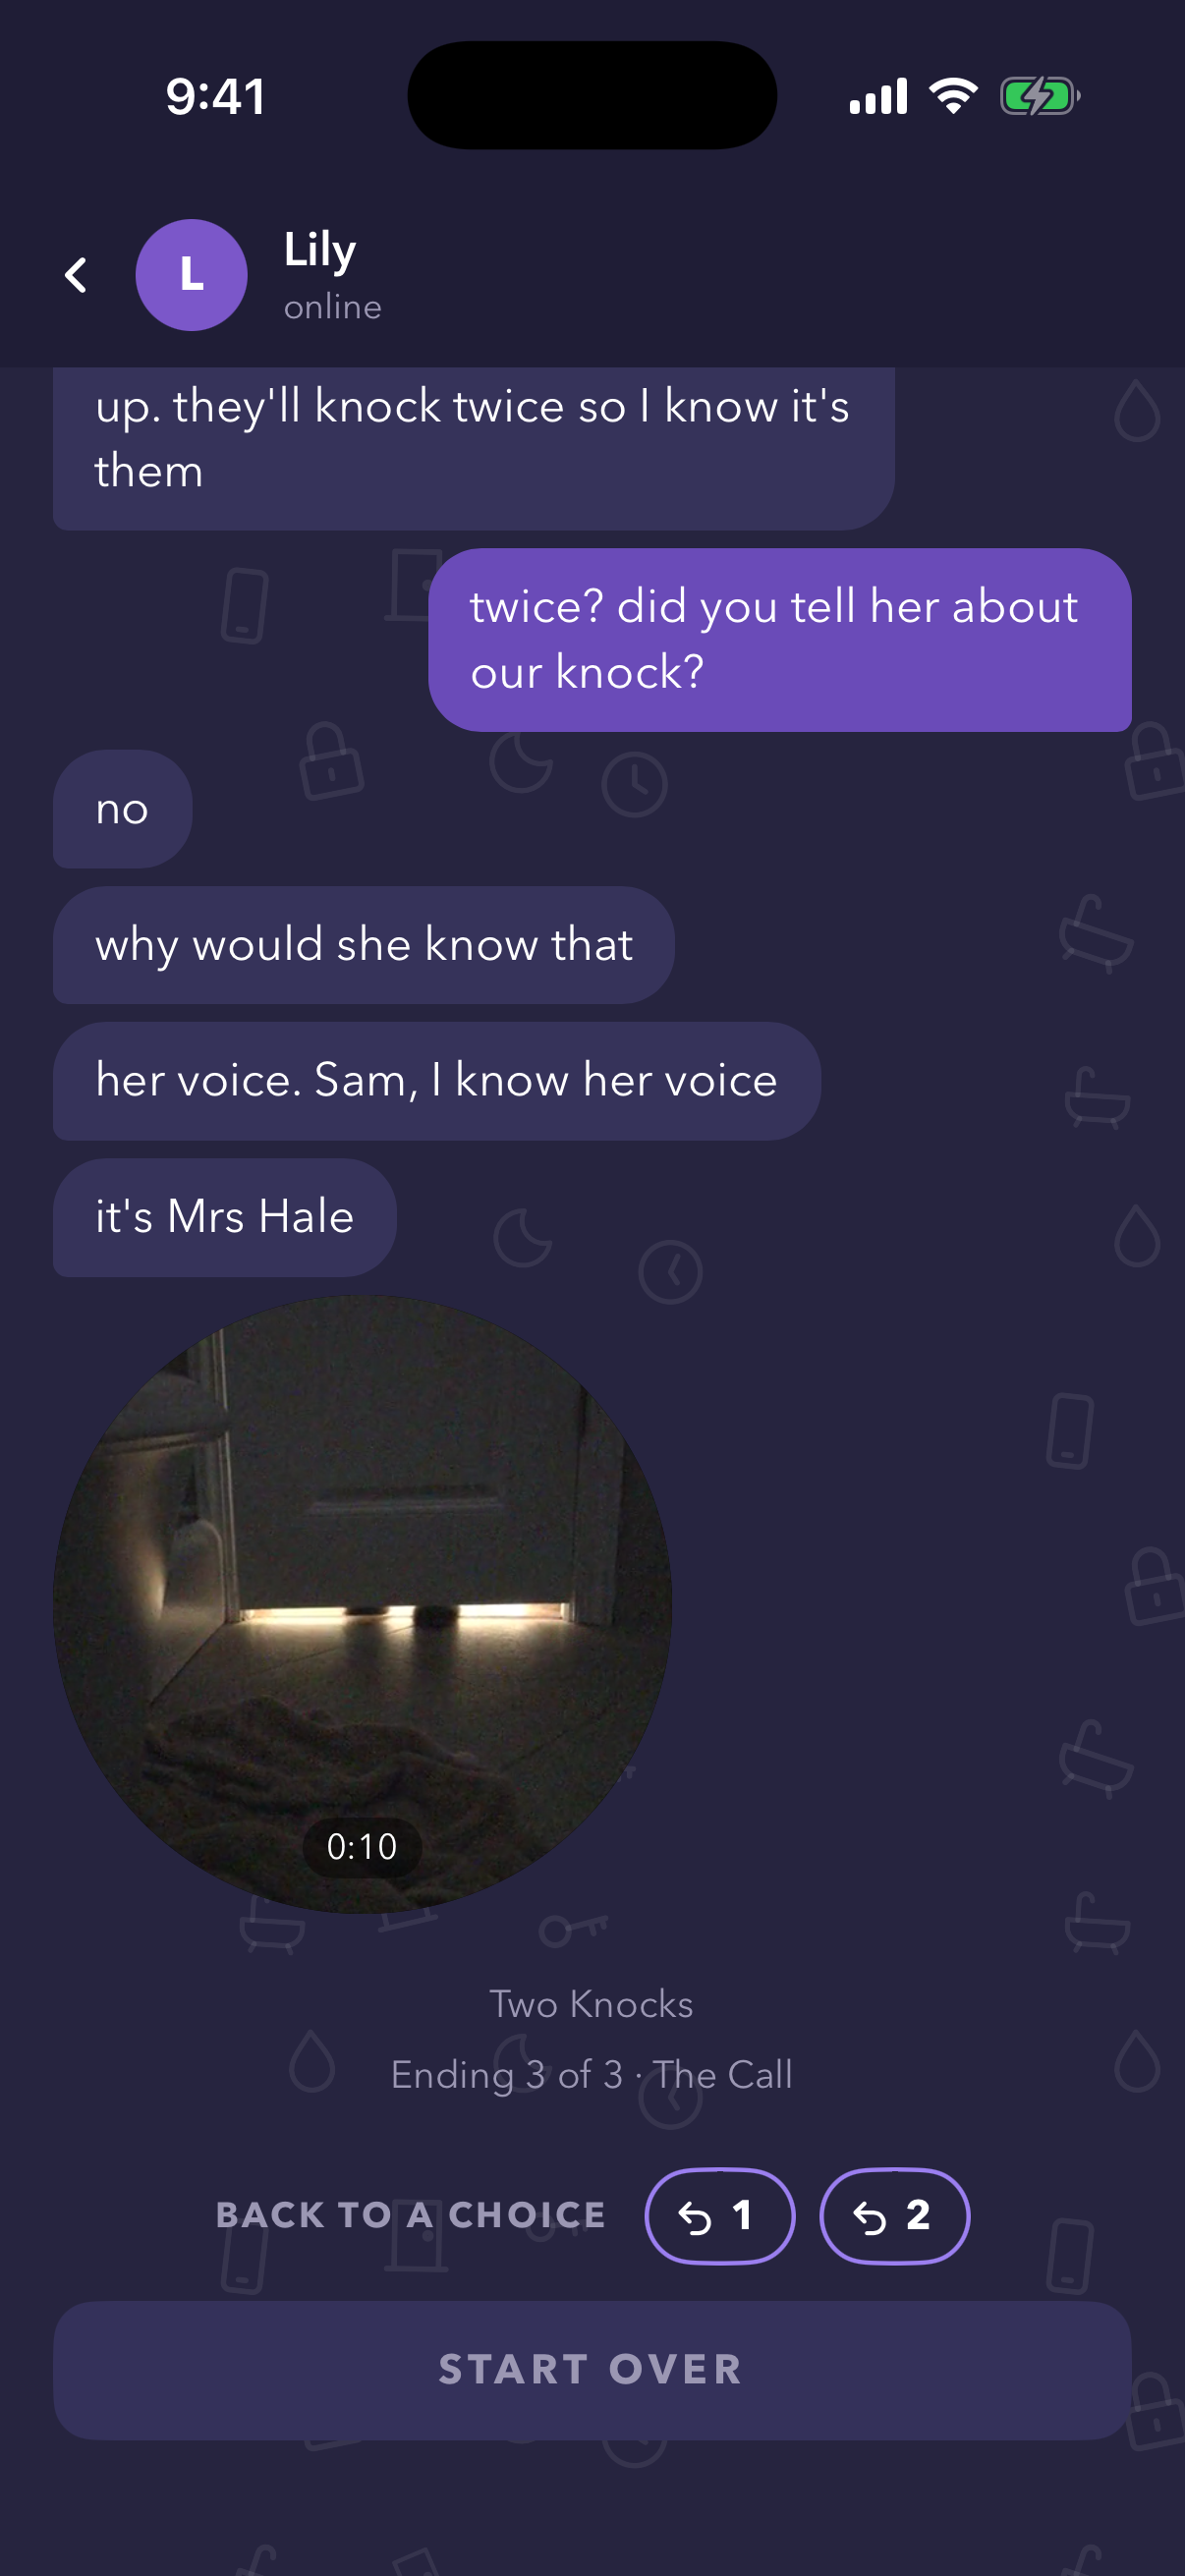 9:41
L
Lily
online
up. they'll knock twice so I know it's
them
twice? did you tell her about
our knock?
no
why would she know that
her voice. Sam, I know her voice
it's Mrs Hale
0:10
Two Knocks
Ending 3 of 3 · The Call
BACK TO A CHOICE
1
2
START OVER